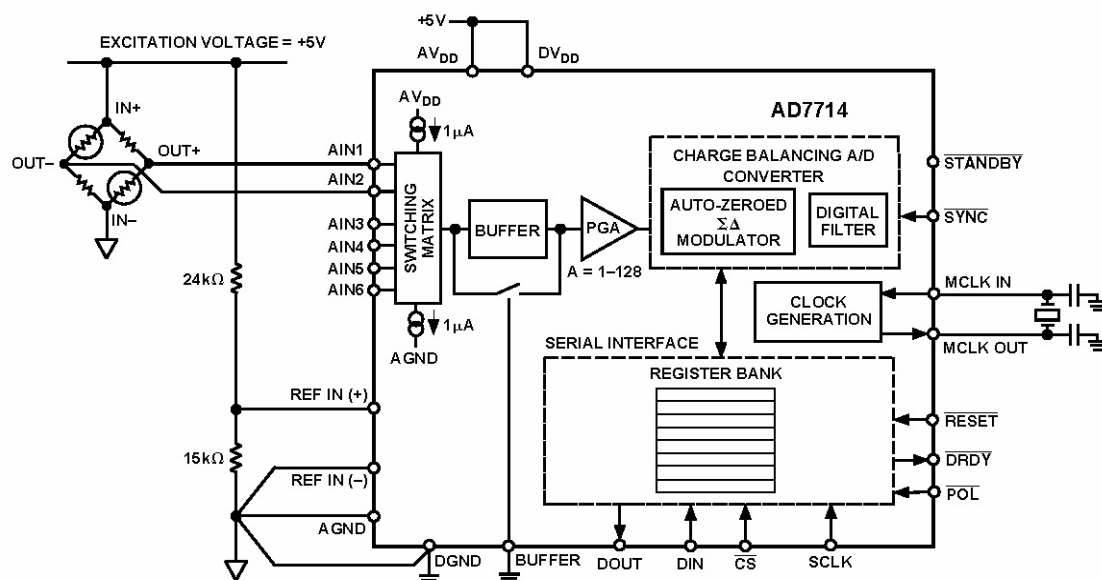 +5V
EXCITATION VOLTAGE = +5V
AVDD
DVDD
AD7714
IN+
OUT–
OUT+
IN–
AVDD
1µA
AIN1
AIN2
AIN3
AIN4
AIN5
AIN6
SWITCHING
MATRIX
BUFFER
PGA
A = 1–128
CHARGE BALANCING A/D
CONVERTER
AUTO-ZEROED
ΣΔ
MODULATOR
DIGITAL
FILTER
STANDBY
SYNC
24kΩ
1µA
AGND
CLOCK
GENERATION
MCLK IN
MCLK OUT
SERIAL INTERFACE
REGISTER BANK
REF IN (+)
15kΩ
REF IN (–)
AGND
RESET
DRDY
POL
DGND
BUFFER
DOUT
DIN
CS
SCLK